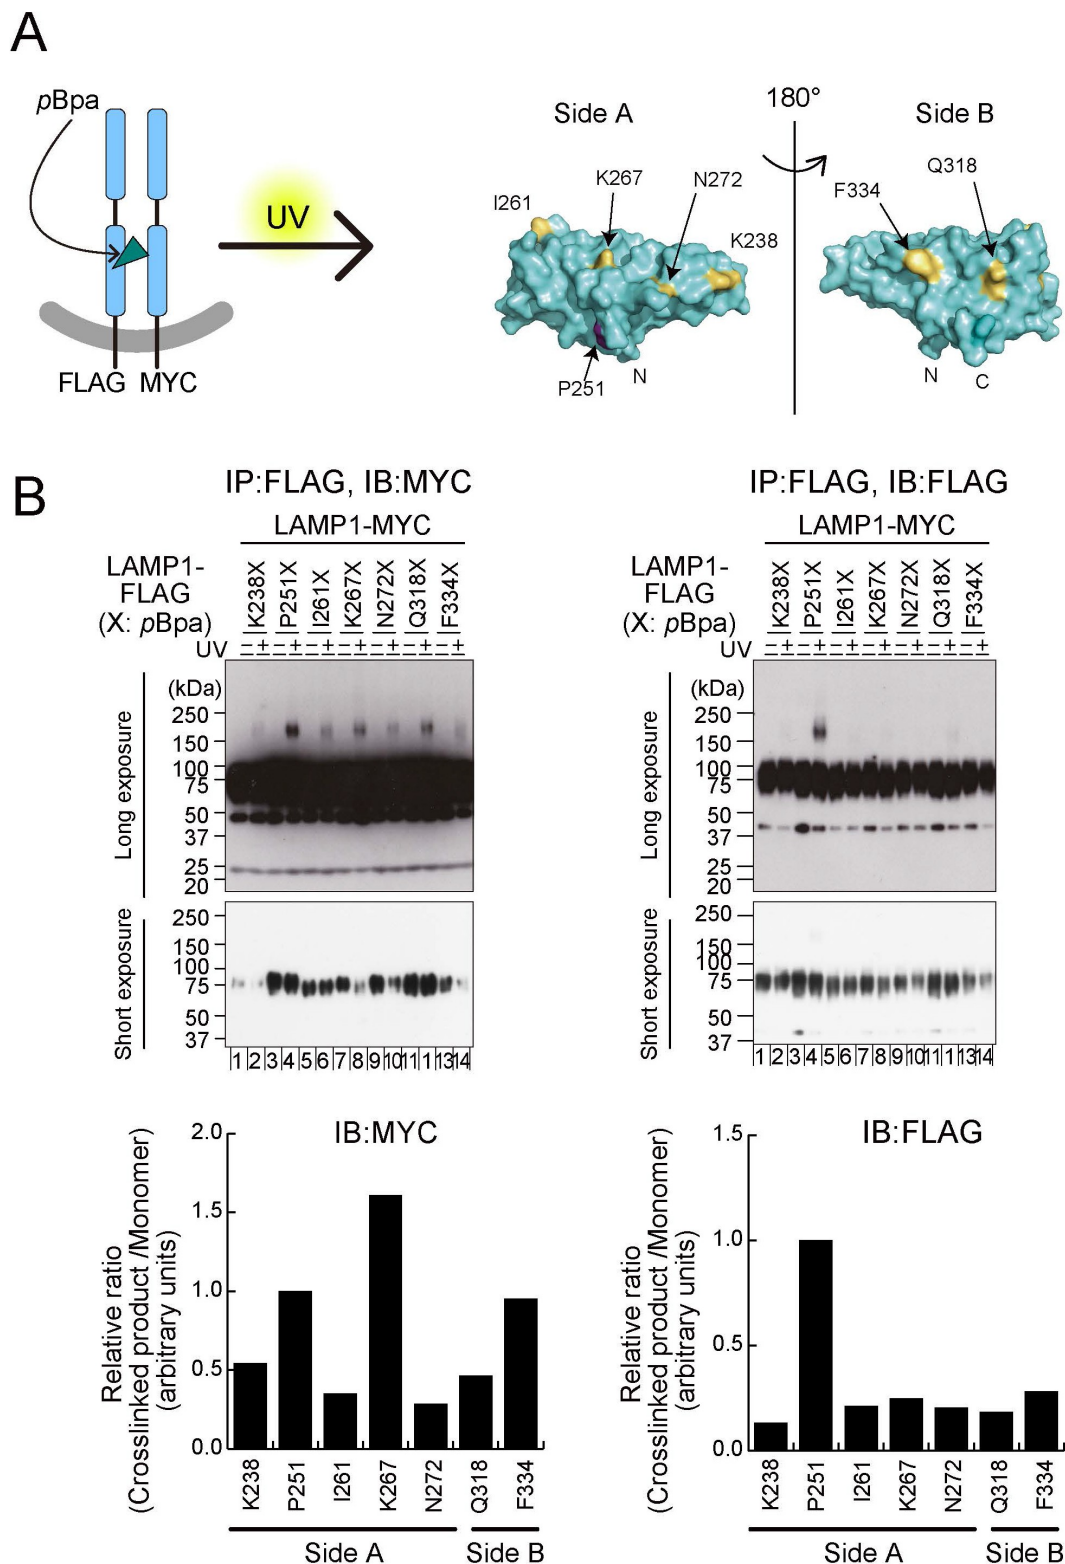 A
pBpa
UV
FLAG MYC
Side A
180°
Side B
I261
K267
N272
K238
P251
N
F334
Q318
N
C
B
IP:FLAG, IB:MYC
LAMP1-MYC
LAMP1-
FLAG
(X: pBpa)
K238X
P251X
I261X
K267X
N272X
Q318X
F334X
UV − + − + − + − + − + − + − +
(kDa)
Long exposure
250
150
100
75
50
37
25
20
Short exposure
250
150
100
75
50
37
1 2 3 4 5 6 7 8 9 10 11 1 13 14
IP:FLAG, IB:FLAG
LAMP1-MYC
LAMP1-
FLAG
(X: pBpa)
K238X
P251X
I261X
K267X
N272X
Q318X
F334X
UV − + − + − + − + − + − + − +
(kDa)
Long exposure
250
150
100
75
50
37
25
20
Short exposure
250
150
100
75
50
37
1 2 3 4 5 6 7 8 9 10 11 1 13 14
IB:MYC
Relative ratio
(Crosslinked product /Monomer)
(arbitrary units)
2.0
1.5
1.0
0.5
0.0
K238
P251
I261
K267
N272
Q318
F334
Side A
Side B
IB:FLAG
Relative ratio
(Crosslinked product /Monomer)
(arbitrary units)
1.5
1.0
0.5
0.0
K238
P251
I261
K267
N272
Q318
F334
Side A
Side B